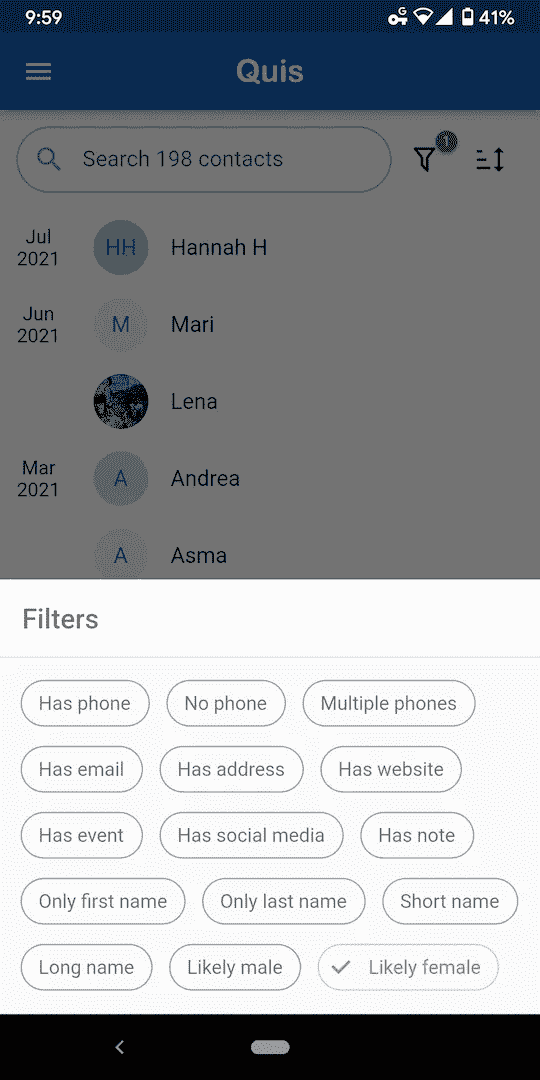 9:59 G 41%
Quis
Search 198 contacts 1
Jul
2021
HH Hannah H
Jun
2021
M Mari
Lena
Mar
2021
A Andrea
A Asma
Filters
Has phone No phone Multiple phones
Has email Has address Has website
Has event Has social media Has note
Only first name Only last name Short name
Long name Likely male Likely female